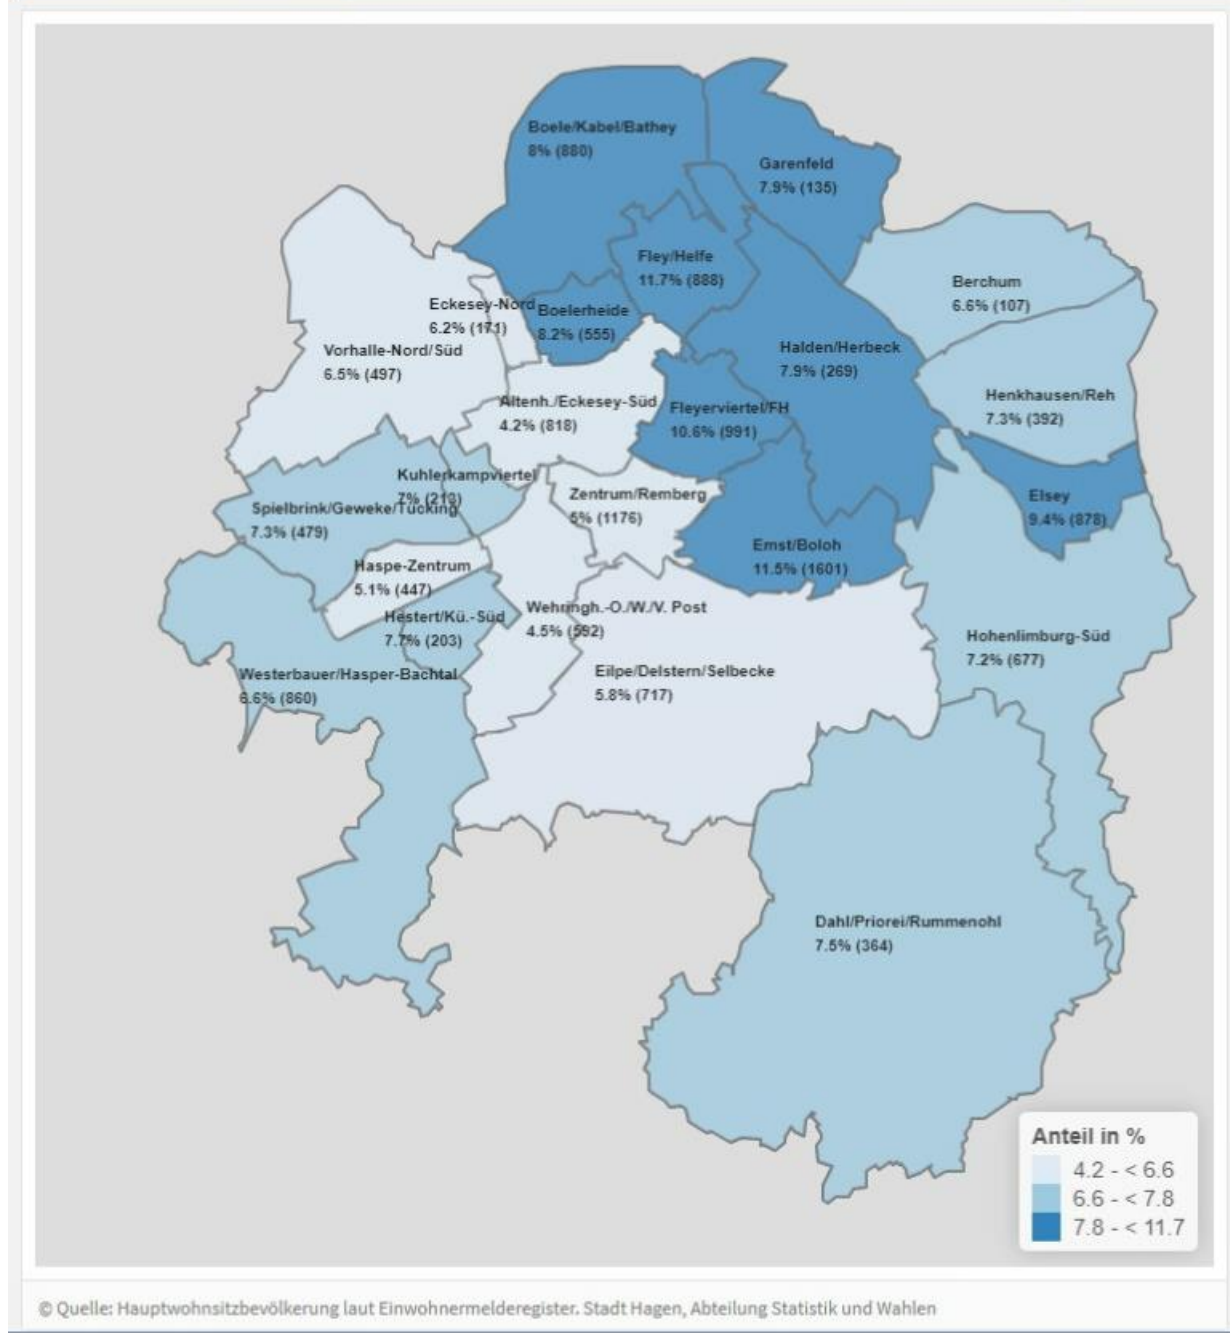 Boele/Kabel/Bathey
8% (880)
Garenfeld
7.9% (135)
Fley/Helfe
11.7% (888)
Berchum
6.6% (107)
Eckesey-Nord
6.2% (171)
Boelerheide
8.2% (555)
Vorhalle-Nord/Süd
6.5% (497)
Halden/Herbeck
7.9% (269)
Henkhausen/Reh
7.3% (392)
Altenh./Eckesey-Süd
4.2% (818)
Fleyerviertel/FH
10.6% (991)
Kuhlerkampviertel
7% (213)
Zentrum/Remberg
5% (1176)
Spielbrink/Geweke/Tücking
7.3% (479)
Elsey
9.4% (878)
Emst/Boloh
11.5% (1601)
Haspe-Zentrum
5.1% (447)
Hestert/Kü.-Süd
7.7% (203)
Wehringh.-O./W./V. Post
4.5% (592)
Hohenlimburg-Süd
7.2% (677)
Westerbauer/Hasper-Bachtal
6.6% (860)
Eilpe/Delstern/Selbecke
5.8% (717)
Dahl/Priorei/Rummenohl
7.5% (364)
Anteil in %
4.2 - < 6.6
6.6 - < 7.8
7.8 - < 11.7
© Quelle: Hauptwohnsitzbevölkerung laut Einwohnermelderegister. Stadt Hagen, Abteilung Statistik und Wahlen